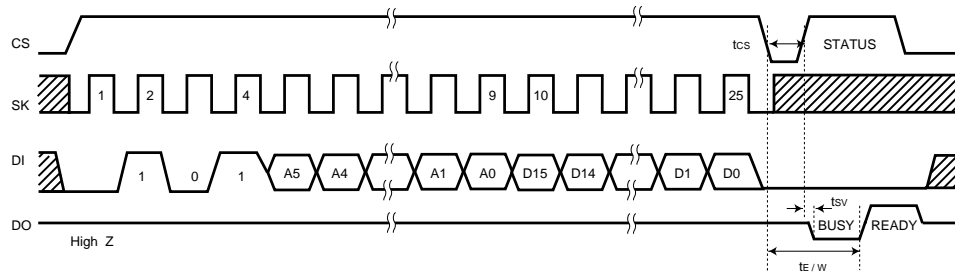 CS tCS STATUS
SK 1 2 4 9 10 25
DI 1 0 1 A5 A4 A1 A0 D15 D14 D1 D0
tSV
DO BUSY READY
High Z
tE / W